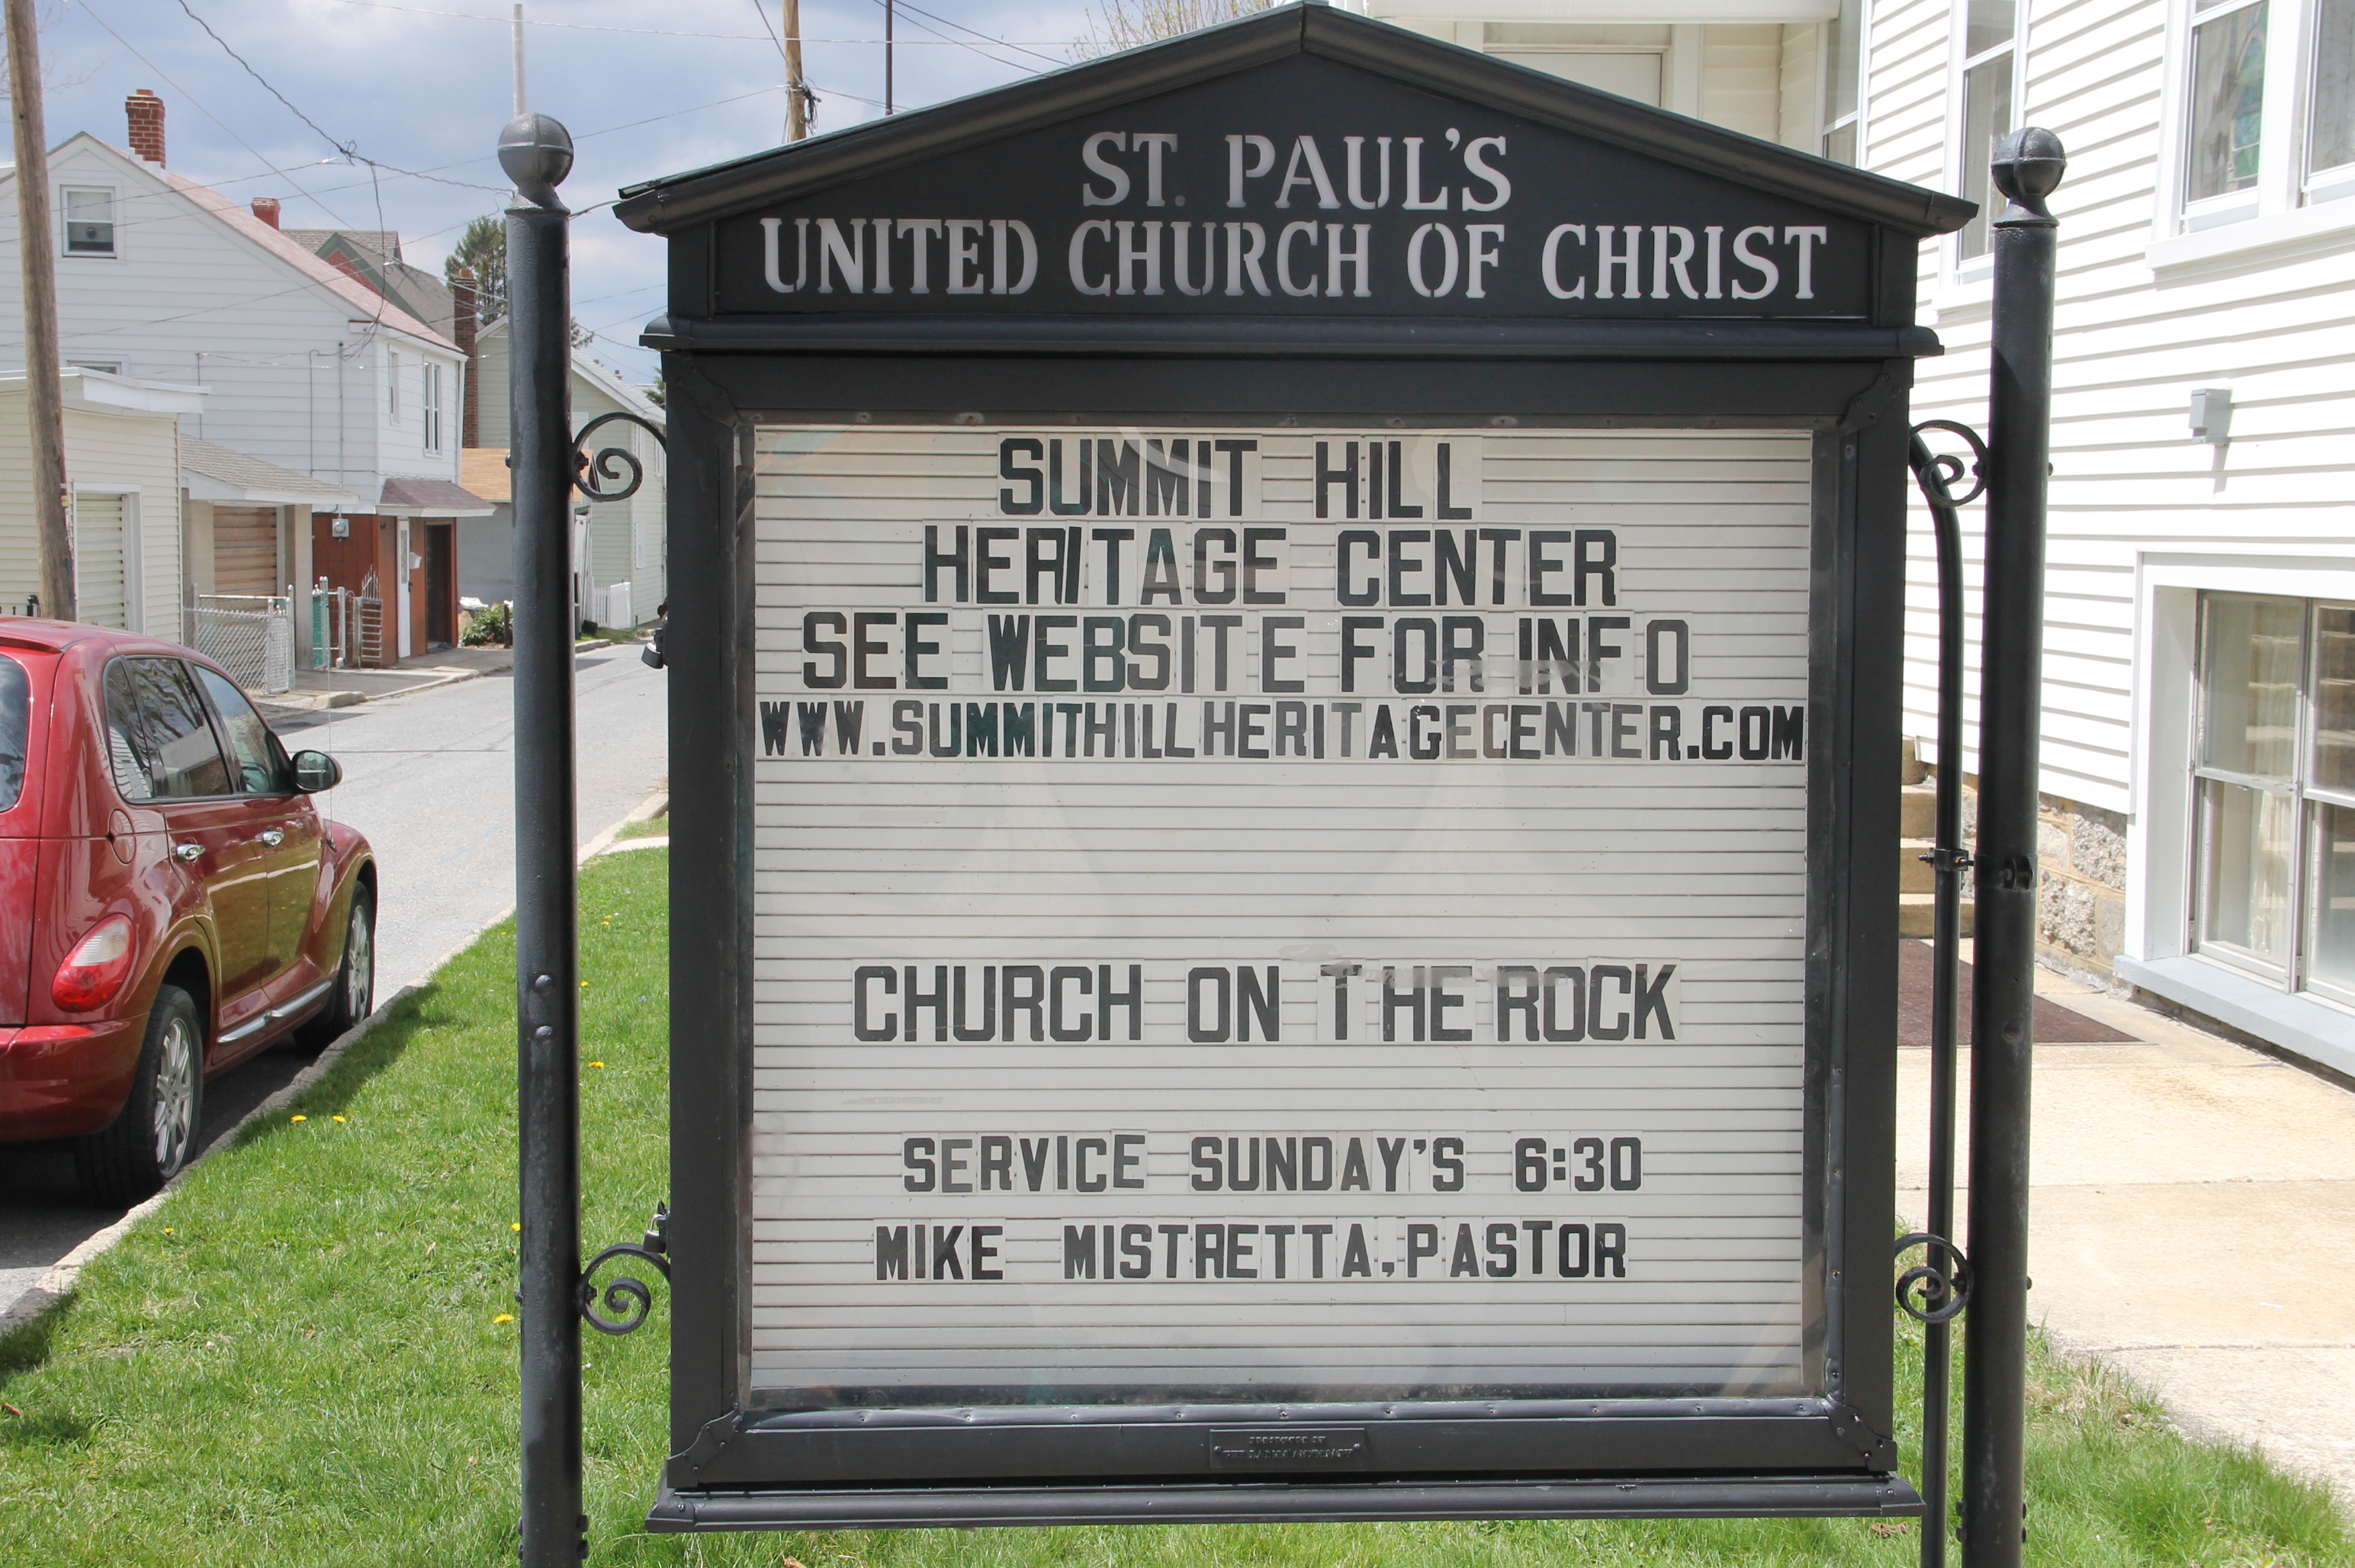 ST. PAUL'S
UNITED CHURCH OF CHRIST
SUMMIT HILL
HERITAGE CENTER
SEE WEBSITE FOR INFO
WWW.SUMMITHILLHERITAGECENTER.COM
CHURCH ON THE ROCK
SERVICE SUNDAY'S 6:30
MIKE MISTRETTA, PASTOR